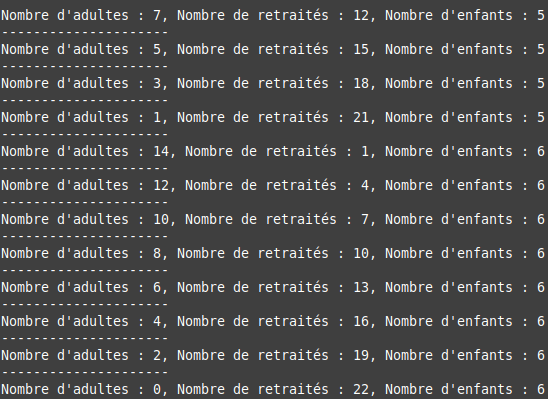 Nombre d'adultes : 7, Nombre de retraités : 12, Nombre d'enfants : 5
---------------------
Nombre d'adultes : 5, Nombre de retraités : 15, Nombre d'enfants : 5
---------------------
Nombre d'adultes : 3, Nombre de retraités : 18, Nombre d'enfants : 5
---------------------
Nombre d'adultes : 1, Nombre de retraités : 21, Nombre d'enfants : 5
---------------------
Nombre d'adultes : 14, Nombre de retraités : 1, Nombre d'enfants : 6
---------------------
Nombre d'adultes : 12, Nombre de retraités : 4, Nombre d'enfants : 6
---------------------
Nombre d'adultes : 10, Nombre de retraités : 7, Nombre d'enfants : 6
---------------------
Nombre d'adultes : 8, Nombre de retraités : 10, Nombre d'enfants : 6
---------------------
Nombre d'adultes : 6, Nombre de retraités : 13, Nombre d'enfants : 6
---------------------
Nombre d'adultes : 4, Nombre de retraités : 16, Nombre d'enfants : 6
---------------------
Nombre d'adultes : 2, Nombre de retraités : 19, Nombre d'enfants : 6
---------------------
Nombre d'adultes : 0, Nombre de retraités : 22, Nombre d'enfants : 6